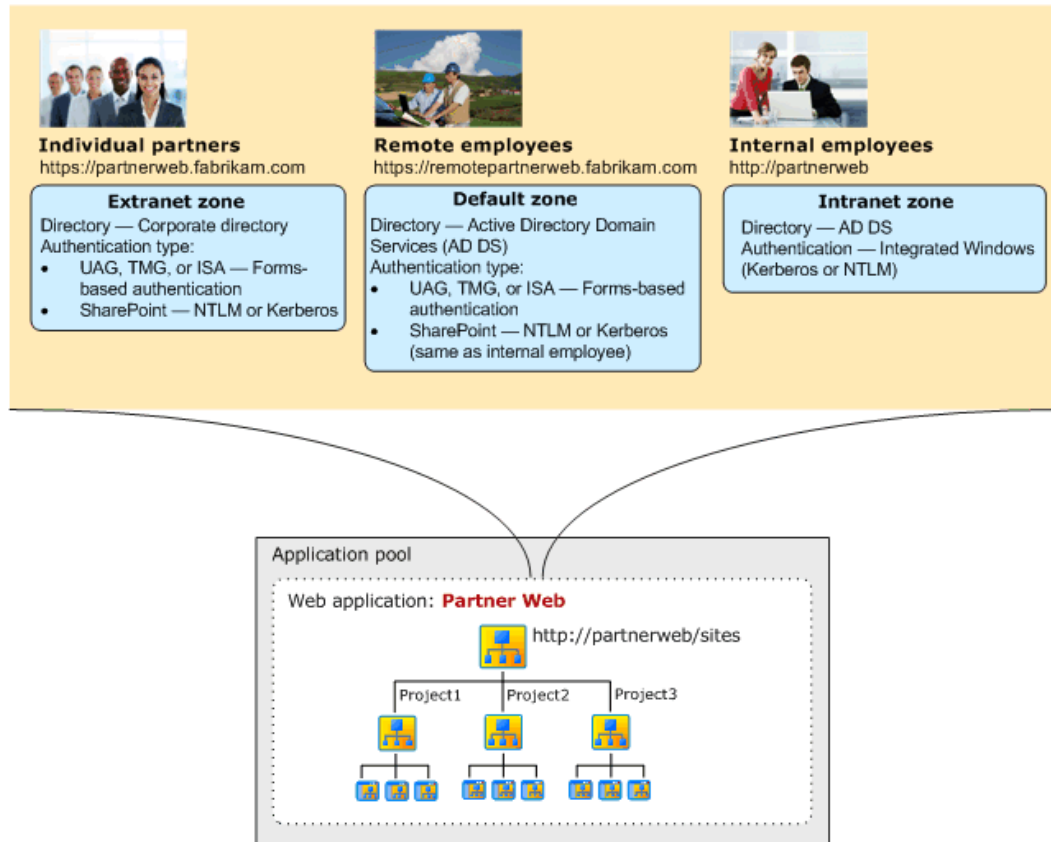 Individual partners
https://partnerweb.fabrikam.com
Extranet zone
Directory — Corporate directory
Authentication type:
• UAG, TMG, or ISA — Forms-
based authentication
• SharePoint — NTLM or Kerberos
Remote employees
https://remotepartnerweb.fabrikam.com
Default zone
Directory — Active Directory Domain
Services (AD DS)
Authentication type:
• UAG, TMG, or ISA — Forms-based
authentication
• SharePoint — NTLM or Kerberos
(same as internal employee)
Internal employees
http://partnerweb
Intranet zone
Directory — AD DS
Authentication — Integrated Windows
(Kerberos or NTLM)
Application pool
Web application: Partner Web
http://partnerweb/sites
Project1
Project2
Project3